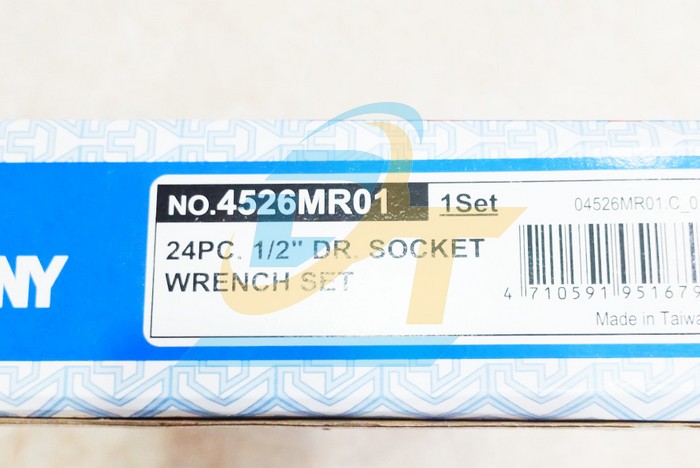 NO.4526MR01 1Set 04526MR01.C_0
24PC. 1/2" DR. SOCKET
WRENCH SET
NY
4 710591 951679
Made in Taiwa